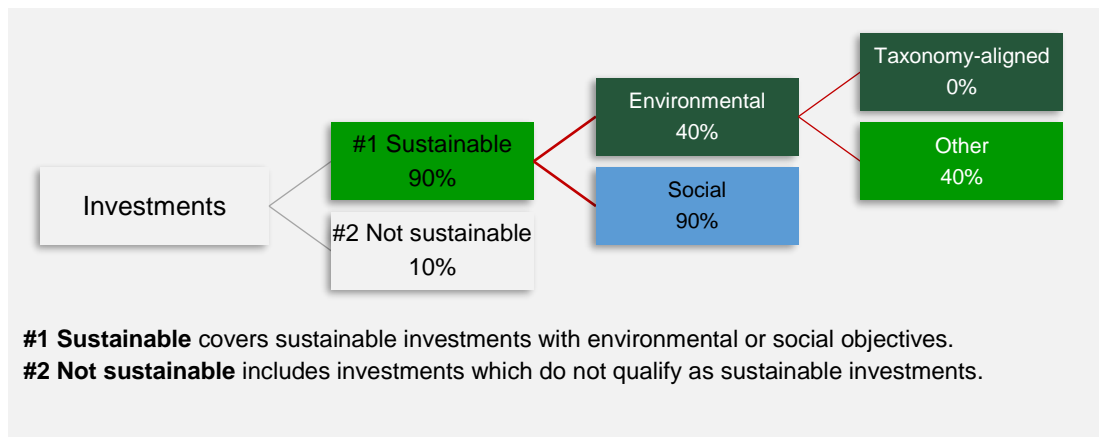 Investments
#1 Sustainable
90%
#2 Not sustainable
10%
Environmental
40%
Social
90%
Taxonomy-aligned
0%
Other
40%
#1 Sustainable covers sustainable investments with environmental or social objectives.
#2 Not sustainable includes investments which do not qualify as sustainable investments.